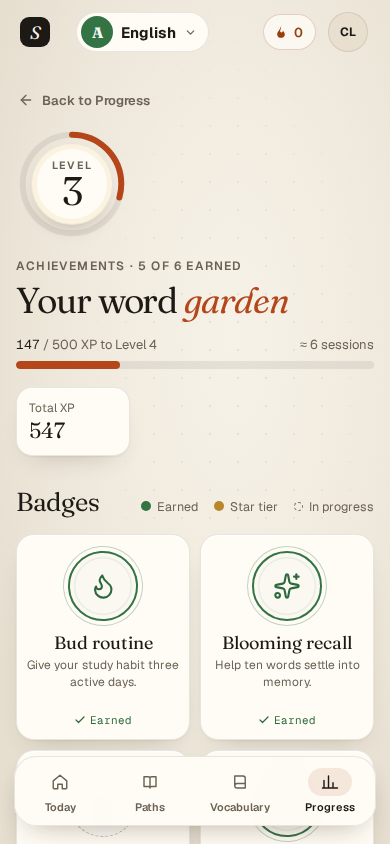 S
A English
0
CL
Back to Progress
LEVEL
3
ACHIEVEMENTS · 5 OF 6 EARNED
Your word garden
147 / 500 XP to Level 4
≈ 6 sessions
Total XP
547
Badges
Earned
Star tier
In progress
Bud routine
Give your study habit three
active days.
Earned
Blooming recall
Help ten words settle into
memory.
Earned
Today
Paths
Vocabulary
Progress